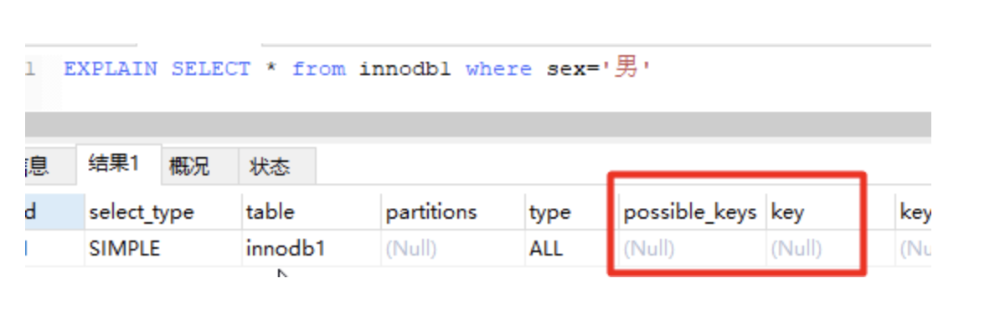 1 EXPLAIN SELECT * from innodb1 where sex='男'
息 结果1 概况 状态
d select_type table partitions type possible_keys key key
1 SIMPLE innodb1 (Null) ALL (Null) (Null) (Nu